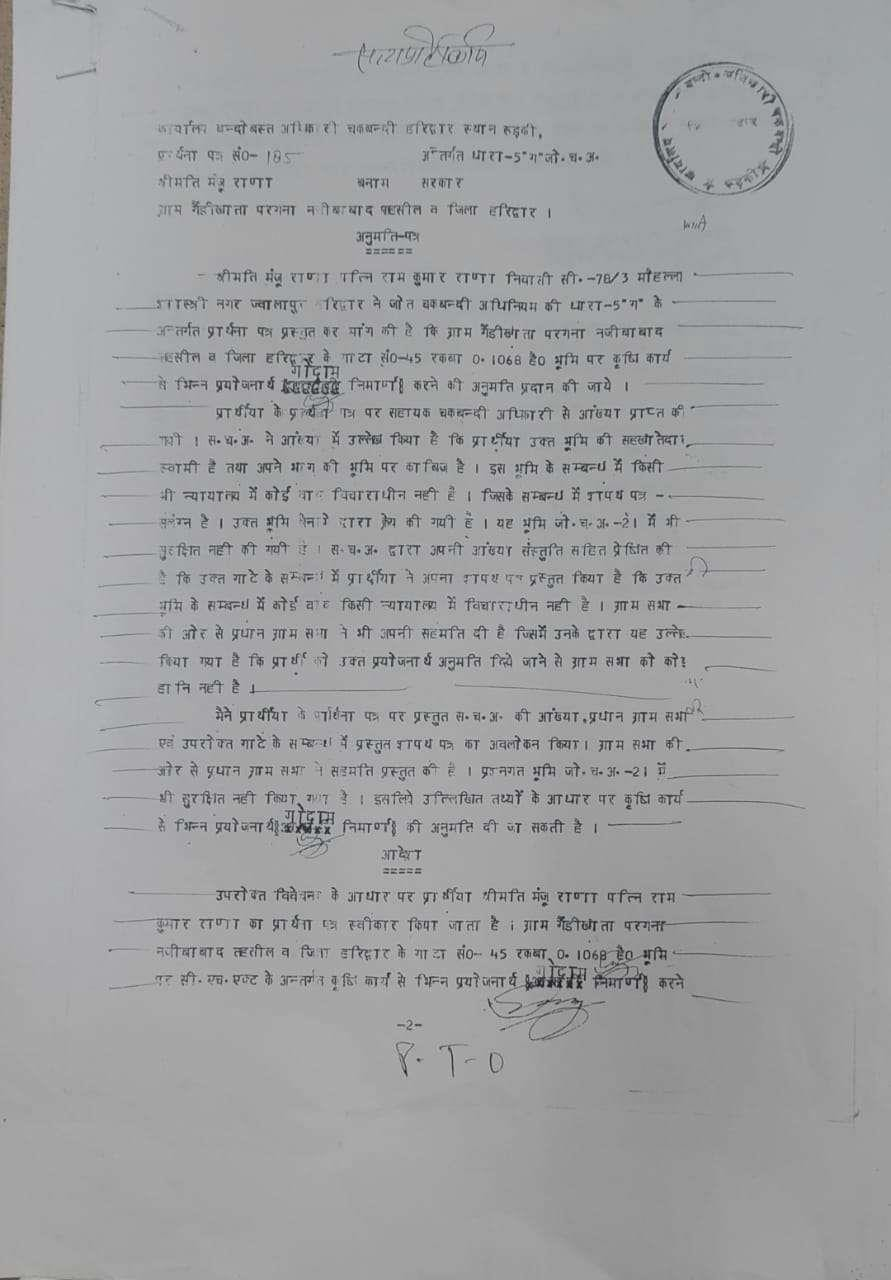 सत्यप्रतिलिपि
कार्यालय बन्दोबस्त अधिकारी चकबन्दी हरिद्वार स्थान रूड़की,
प्रार्थना पत्र सं0- 185 अन्तर्गत धारा-5"ग"जो.च.अ.
श्रीमति मंजू राणा बनाम सरकार
ग्राम गैंडीखाता परगना नजीबाबाद तहसील व जिला हरिद्वार ।
अनुमति-पत्र
======
- श्रीमति मंजू राणा पत्नि राम कुमार राणा निवासी सी.-78/3 मौहल्ला
शास्त्री नगर ज्वालापुर हरिद्वार ने जोत चकबन्दी अधिनियम की धारा-5"ग" के
अन्तर्गत प्रार्थना पत्र प्रस्तुत कर मांग की है कि ग्राम गैंडीखाता परगना नजीबाबाद
तहसील व जिला हरिद्वार के गाटा सं0-45 रकबा 0.1068 है0 भूमि पर कृषि कार्य
से भिन्न प्रयोजनार्थ गोदाम निर्माण करने की अनुमति प्रदान की जाये ।
प्रार्थीया के प्रार्थना पत्र पर सहायक चकबन्दी अधिकारी से आंख्या प्राप्त की
गयी । स.च.अ. ने आंख्या में उल्लेख किया है कि प्रार्थीया उक्त भूमि की सहखातेदा
स्वामी है तथा अपने भाग की भूमि पर काबिज है । इस भूमि के सम्बन्ध में किसी
भी न्यायालय में कोई वाद विचाराधीन नही है । जिसके सम्बन्ध में शपथ पत्र -
संलग्न है । उक्त भूमि बैनामे द्वारा क्रय की गयी है । यह भूमि जो.च.अ.-21 में भी
सुरक्षित नही की गयी है । स.च.अ. द्वारा अपनी आंख्या संस्तुति सहित प्रेषित की
है कि उक्त गाटे के सम्बन्ध में प्रार्थीया ने अपना शपथ पत्र प्रस्तुत किया है कि उक्त
भूमि के सम्बन्ध में कोई वाद किसी न्यायालय में विचाराधीन नही है । ग्राम सभा
की ओर से प्रधान ग्राम सभा ने भी अपनी सहमति दी है जिसमें उनके द्वारा यह उल्लेख
किया गया है कि प्रार्थी को उक्त प्रयोजनार्थ अनुमति दिये जाने से ग्राम सभा को कोई
हानि नही है ।
मैने प्रार्थीया के प्रार्थना पत्र पर प्रस्तुत स.च.अ. की आंख्या,प्रधान ग्राम सभा
एवं उपरोक्त गाटे के सम्बन्ध में प्रस्तुत शपथ पत्र का अवलोकन किया। ग्राम सभा की
ओर से प्रधान ग्राम सभा ने सहमति प्रस्तुत की है । प्रश्नगत भूमि जो.च.अ.-21 में
भी सुरक्षित नही किया गया है । इसलिये उल्लिखित तथ्यों के आधार पर कृषि कार्य
से भिन्न प्रयोजनार्थ गोदाम निर्माण की अनुमति दी जा सकती है ।
आदेश
=====
उपरोक्त विवेचना के आधार पर प्रार्थीया श्रीमति मंजू राणा पत्नि राम
कुमार राणा का प्रार्थना पत्र स्वीकार किया जाता है । ग्राम गैंडीखाता परगना
नजीबाबाद तहसील व जिला हरिद्वार के गाटा सं0- 45 रकबा 0.1068 है0 भूमि
पर सी.एच.एक्ट के अन्तर्गत कृषि कार्य से भिन्न प्रयोजनार्थ गोदाम निर्माण करने
-2-
P.T-O